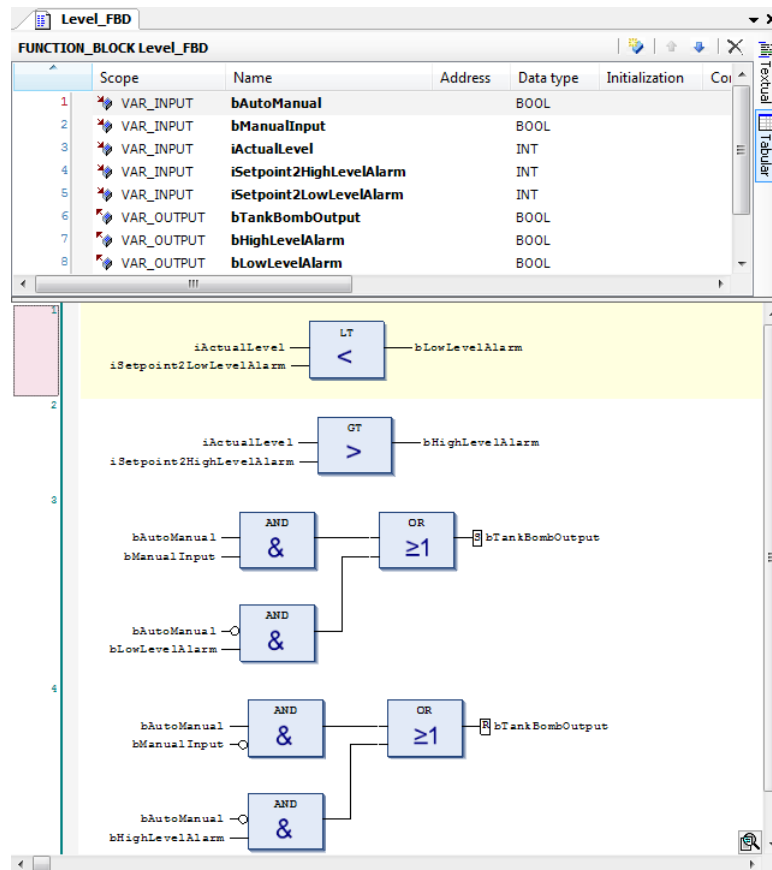 Level_FBD
FUNCTION_BLOCK Level_FBD
Scope Name Address Data type Initialization
1 VAR_INPUT bAutoManual BOOL
2 VAR_INPUT bManualInput BOOL
3 VAR_INPUT iActualLevel INT
4 VAR_INPUT iSetpoint2HighLevelAlarm INT
5 VAR_INPUT iSetpoint2LowLevelAlarm INT
6 VAR_OUTPUT bTankBombOutput BOOL
7 VAR_OUTPUT bHighLevelAlarm BOOL
8 VAR_OUTPUT bLowLevelAlarm BOOL
Textual
Tabular
1
LT
iActualLevel < bLowLevelAlarm
iSetpoint2LowLevelAlarm
2
GT
iActualLevel > bHighLevelAlarm
iSetpoint2HighLevelAlarm
3
AND OR
bAutoManual & ≥1 S bTankBombOutput
bManualInput
AND
bAutoManual &
bLowLevelAlarm
4
AND OR
bAutoManual & ≥1 R bTankBombOutput
bManualInput
AND
bAutoManual &
bHighLevelAlarm